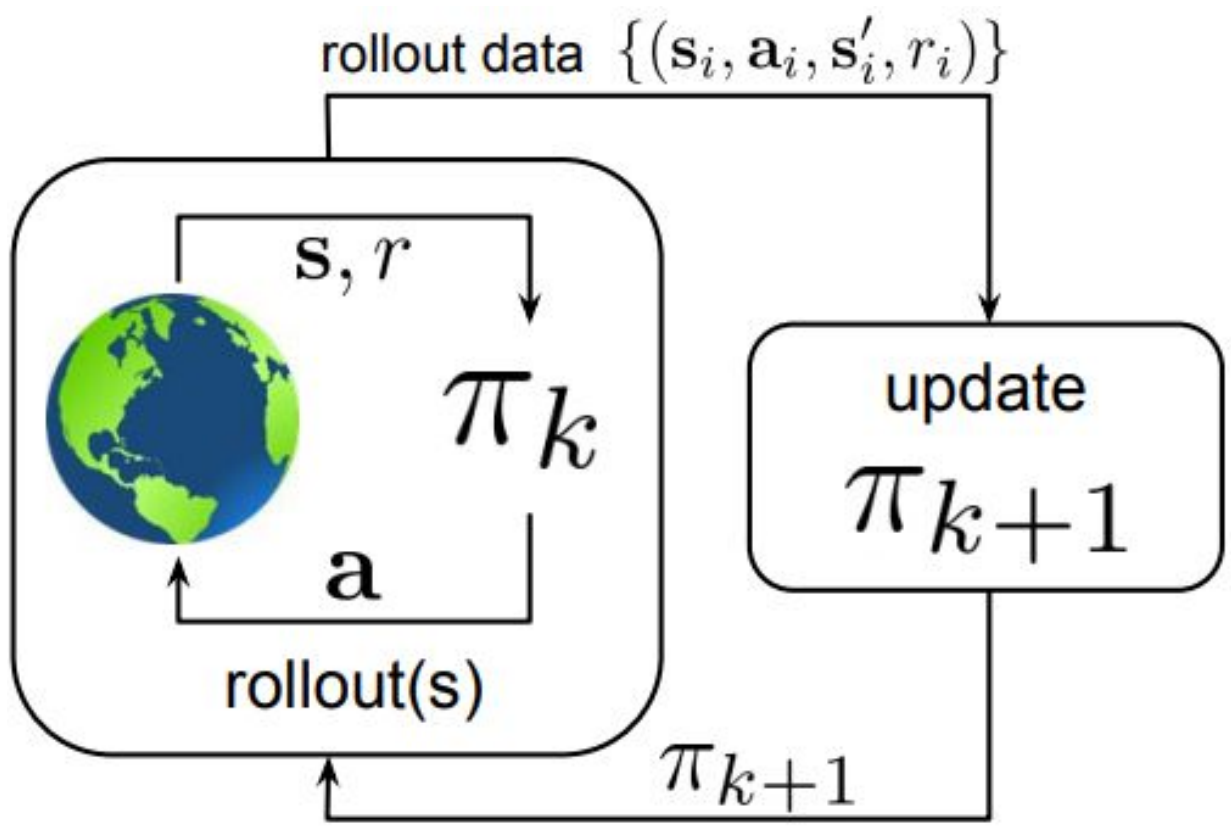 rollout data {(s_i, a_i, s'_i, r_i)}
s, r
π_k
a
rollout(s)
update
π_{k+1}
π_{k+1}